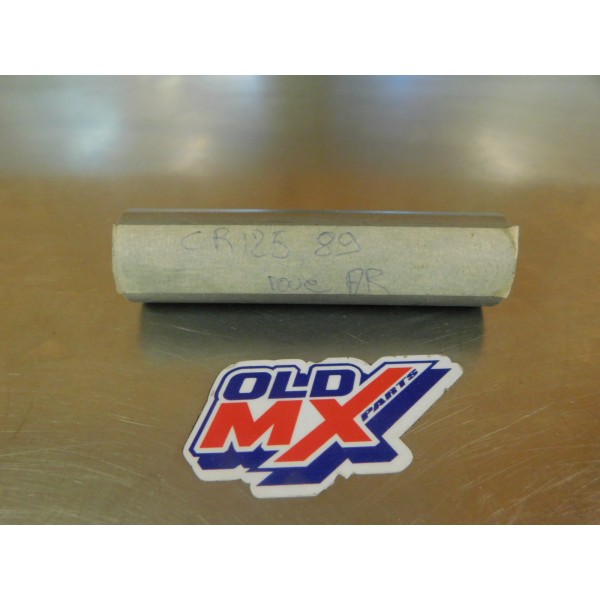 CR125 89
roue AR
OLD
MX
PARTS